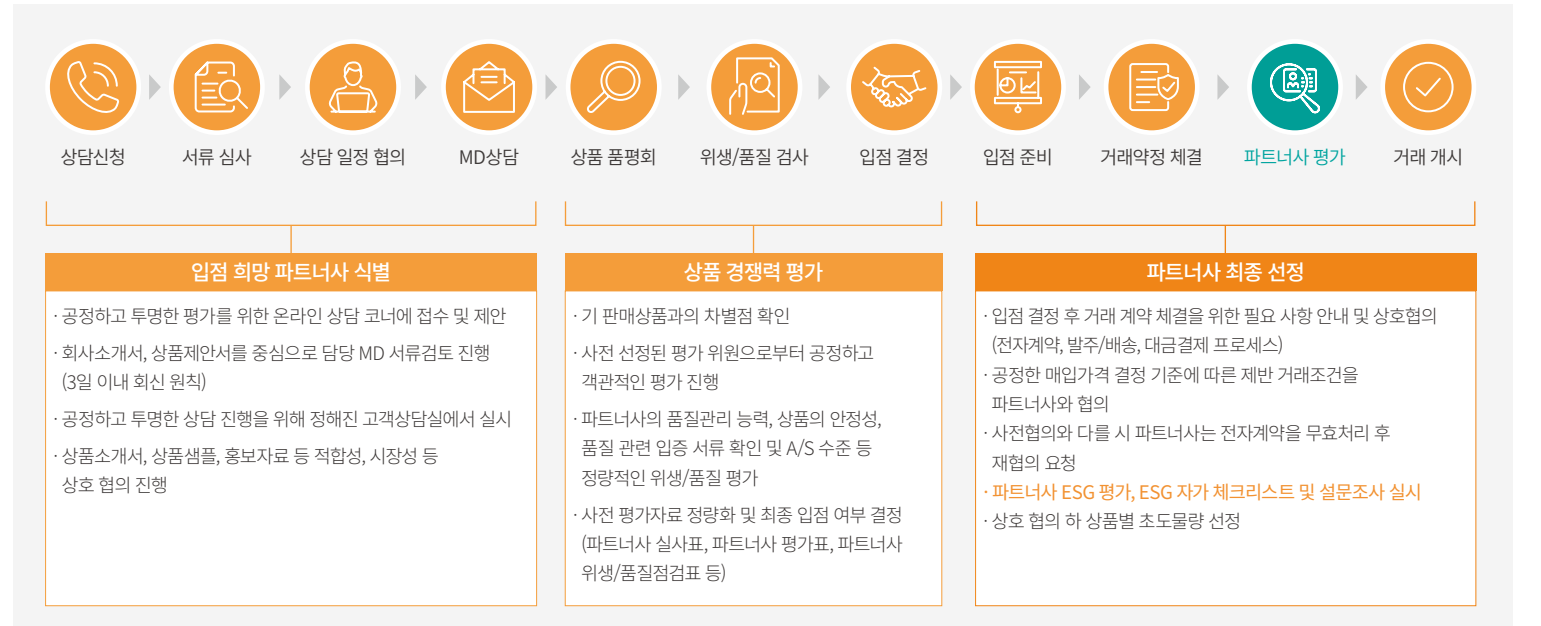 상담신청
서류 심사
상담 일정 협의
MD상담
상품 품평회
위생/품질 검사
입점 결정
입점 준비
거래약정 체결
파트너사 평가
거래 개시
입점 희망 파트너사 식별
· 공정하고 투명한 평가를 위한 온라인 상담 코너에 접수 및 제안
· 회사소개서, 상품제안서를 중심으로 담당 MD 서류검토 진행
(3일 이내 회신 원칙)
· 공정하고 투명한 상담 진행을 위해 정해진 고객상담실에서 실시
· 상품소개서, 상품샘플, 홍보자료 등 적합성, 시장성 등
상호 협의 진행
상품 경쟁력 평가
· 기 판매상품과의 차별점 확인
· 사전 선정된 평가 위원으로부터 공정하고
객관적인 평가 진행
· 파트너사의 품질관리 능력, 상품의 안정성,
품질 관련 입증 서류 확인 및 A/S 수준 등
정량적인 위생/품질 평가
· 사전 평가자료 정량화 및 최종 입점 여부 결정
(파트너사 실사표, 파트너사 평가표, 파트너사
위생/품질점검표 등)
파트너사 최종 선정
· 입점 결정 후 거래 계약 체결을 위한 필요 사항 안내 및 상호협의
(전자계약, 발주/배송, 대금결제 프로세스)
· 공정한 매입가격 결정 기준에 따른 제반 거래조건을
파트너사와 협의
· 사전협의와 다를 시 파트너사는 전자계약을 무효처리 후
재협의 요청
· 파트너사 ESG 평가, ESG 자가 체크리스트 및 설문조사 실시
· 상호 협의 하 상품별 초도물량 선정